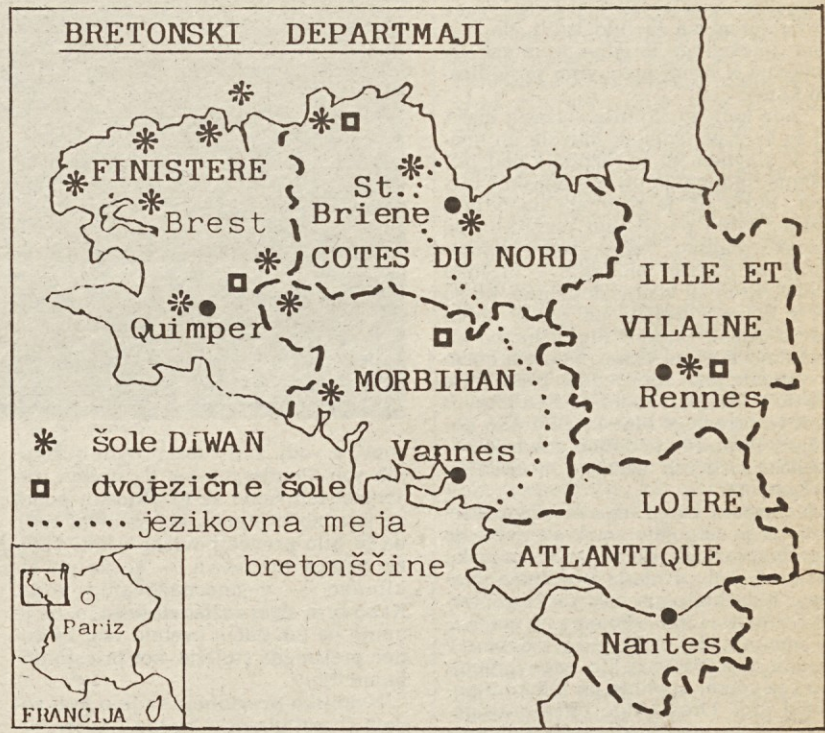 BRETONSKI DEPARTMAJI
FINISTERE
Brest
St.
Briene
COTES DU NORD
ILLE ET
VILAINE
Quimper
MORBIHAN
Rennes
Vannes
šole DiWAN
dvojezične šole
jezikovna meja
bretonščine
LOIRE
ATLANTIQUE
Nantes
Pariz
FRANCIJA